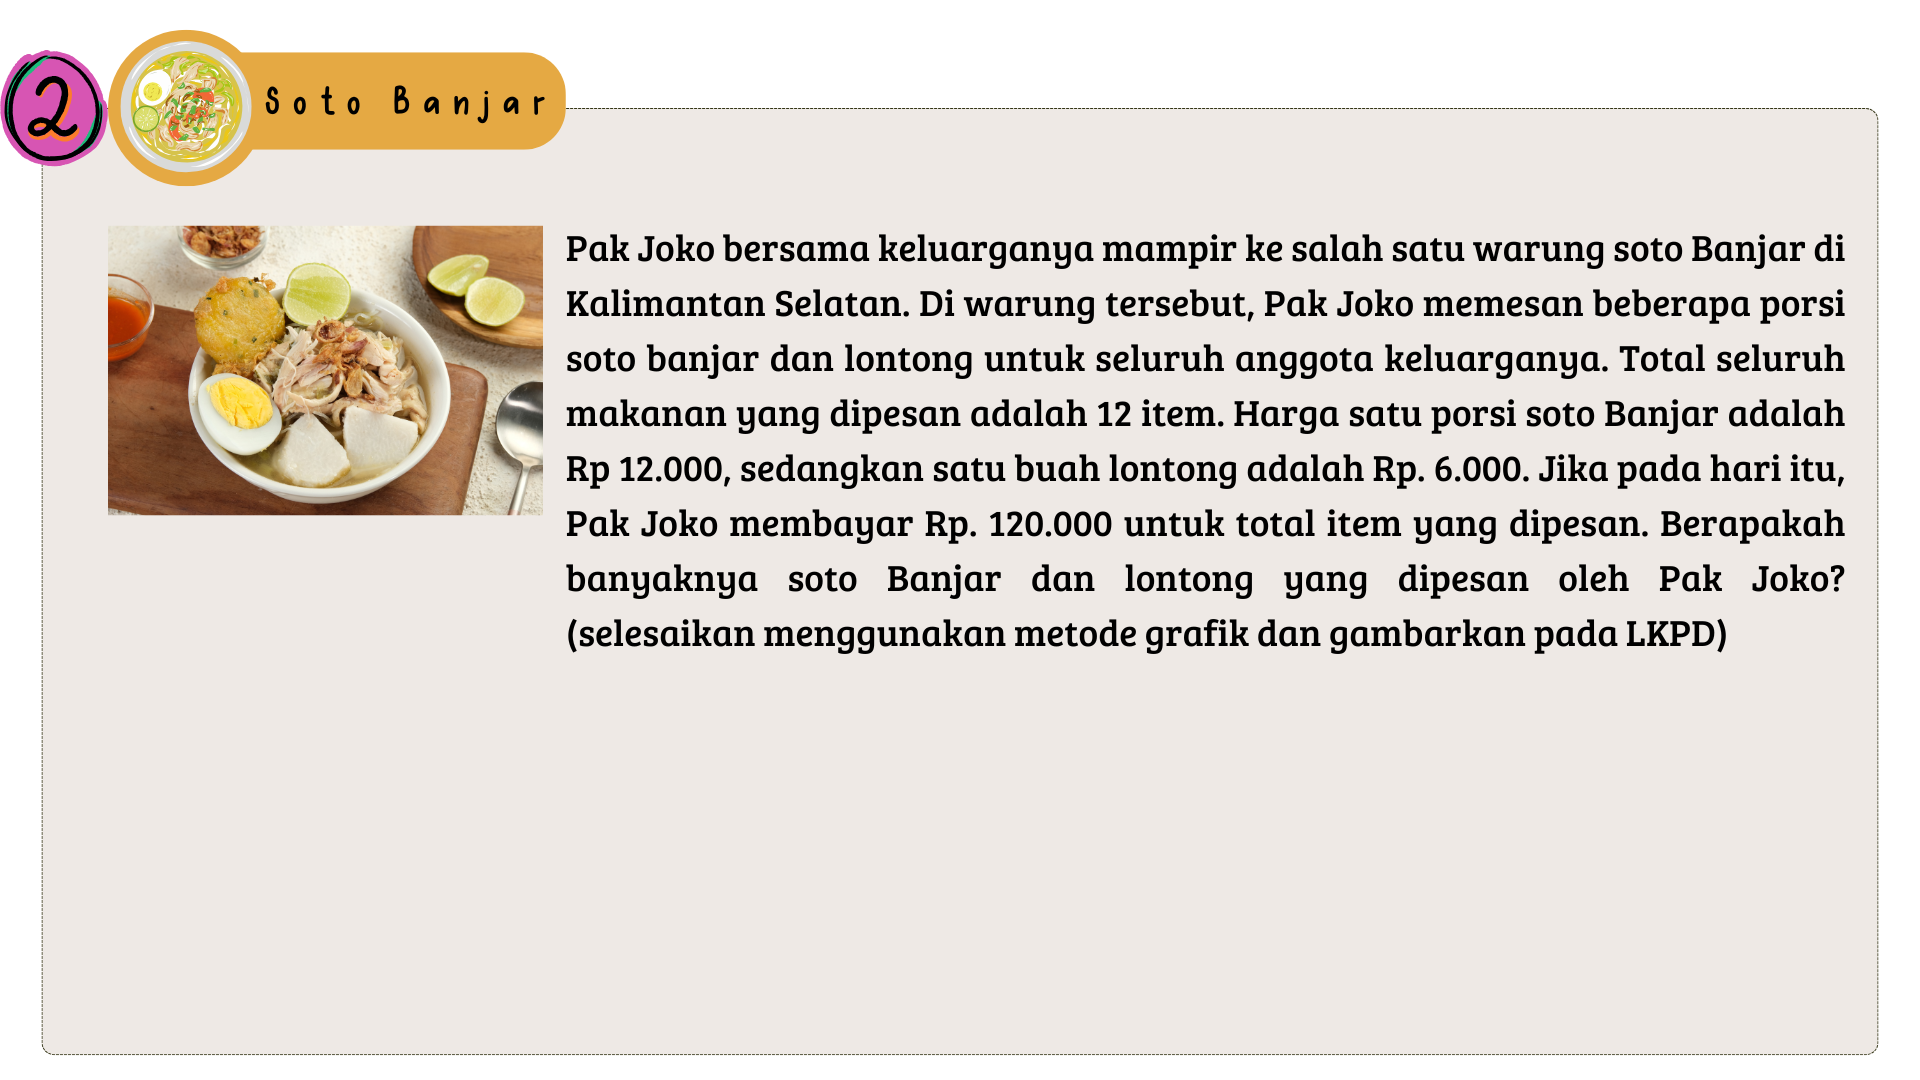 2
Soto Banjar
Pak Joko bersama keluarganya mampir ke salah satu warung soto Banjar di
Kalimantan Selatan. Di warung tersebut, Pak Joko memesan beberapa porsi
soto banjar dan lontong untuk seluruh anggota keluarganya. Total seluruh
makanan yang dipesan adalah 12 item. Harga satu porsi soto Banjar adalah
Rp 12.000, sedangkan satu buah lontong adalah Rp. 6.000. Jika pada hari itu,
Pak Joko membayar Rp. 120.000 untuk total item yang dipesan. Berapakah
banyaknya soto Banjar dan lontong yang dipesan oleh Pak Joko?
(selesaikan menggunakan metode grafik dan gambarkan pada LKPD)